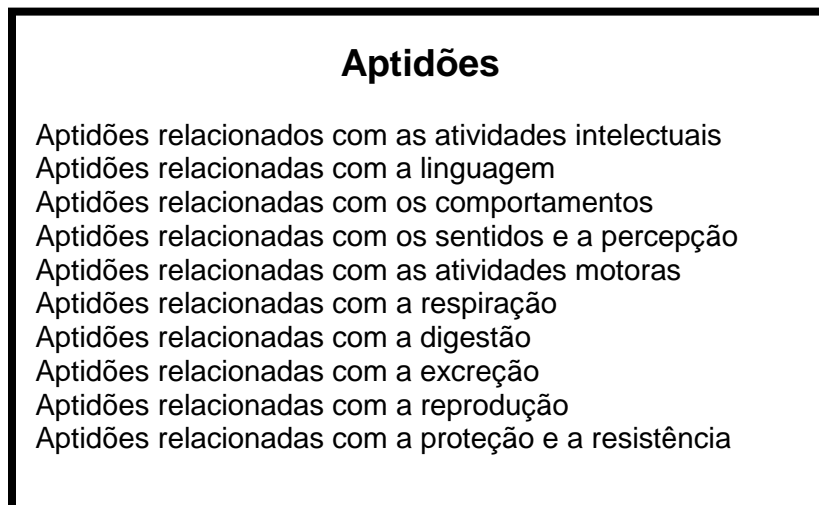 Aptidões
Aptidões relacionados com as atividades intelectuais
Aptidões relacionadas com a linguagem
Aptidões relacionadas com os comportamentos
Aptidões relacionadas com os sentidos e a percepção
Aptidões relacionadas com as atividades motoras
Aptidões relacionadas com a respiração
Aptidões relacionadas com a digestão
Aptidões relacionadas com a excreção
Aptidões relacionadas com a reprodução
Aptidões relacionadas com a proteção e a resistência